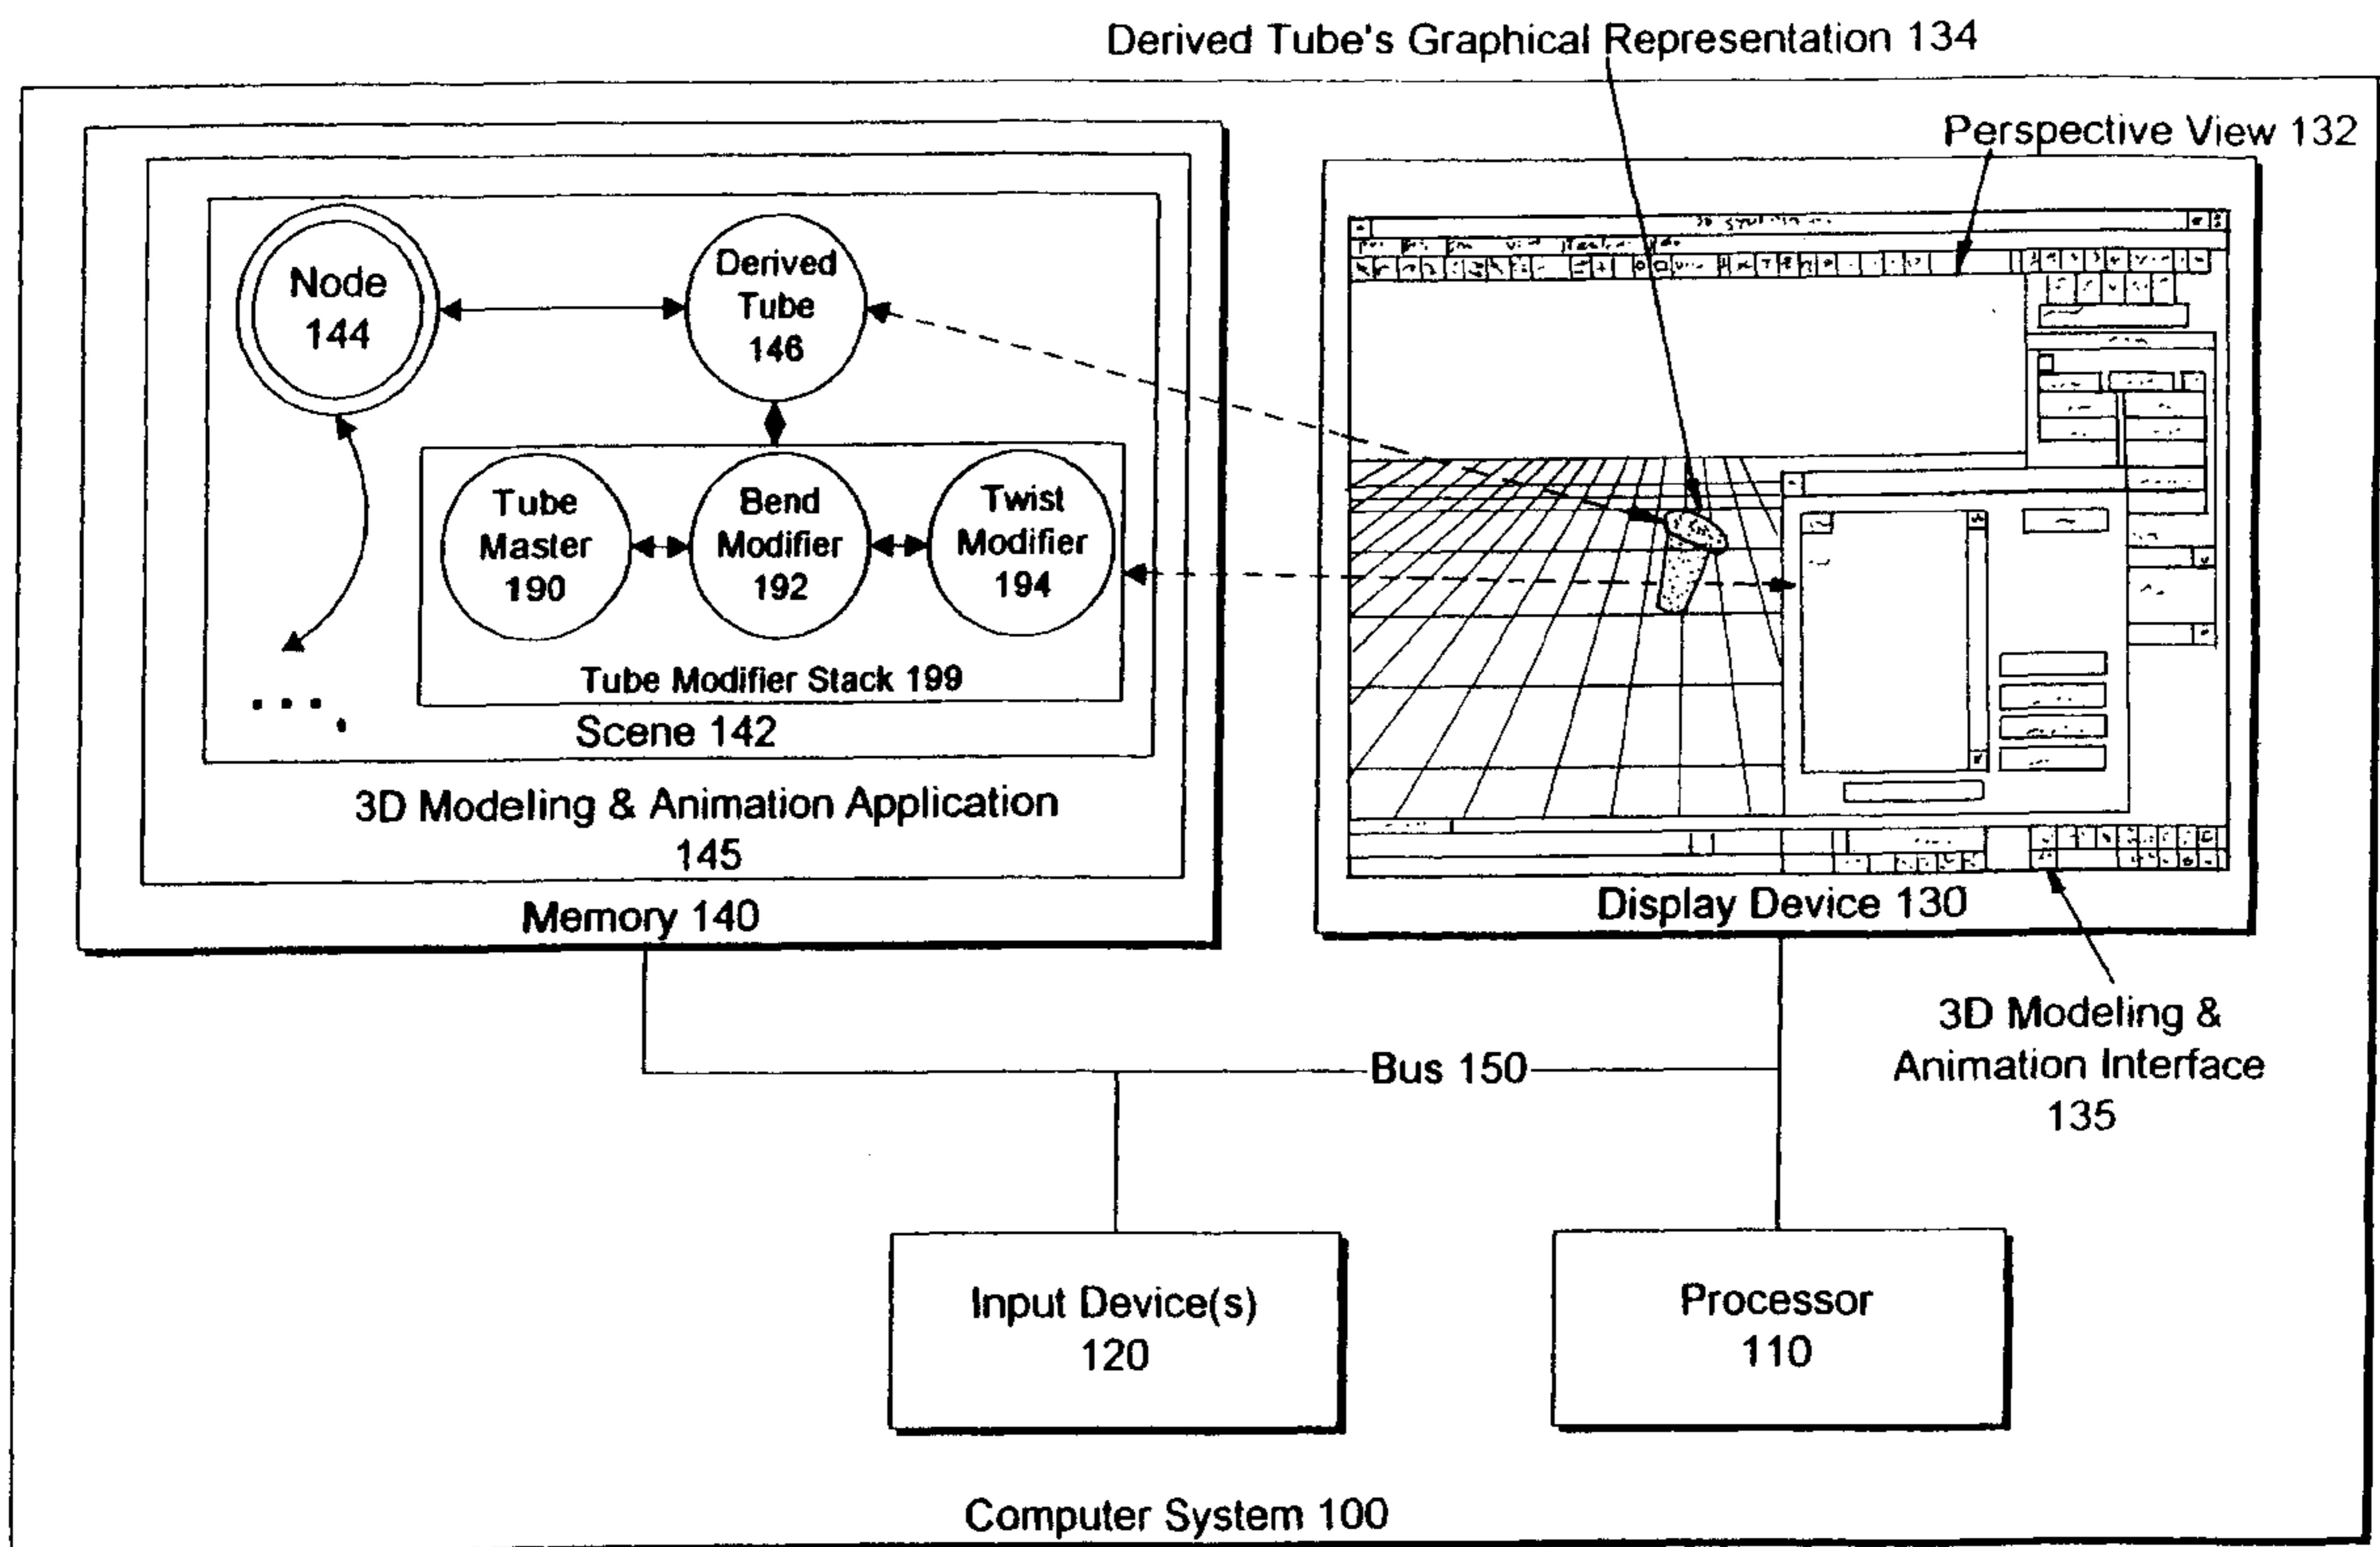 Derived Tube's Graphical Representation 134
Perspective View 132
Node
144
Derived
Tube
146
Tube
Master
190
Bend
Modifier
192
Twist
Modifier
194
Tube Modifier Stack 199
Scene 142
3D Modeling & Animation Application
145
Memory 140
Display Device 130
3D Modeling &
Animation Interface
135
Bus 150
Input Device(s)
120
Processor
110
Computer System 100